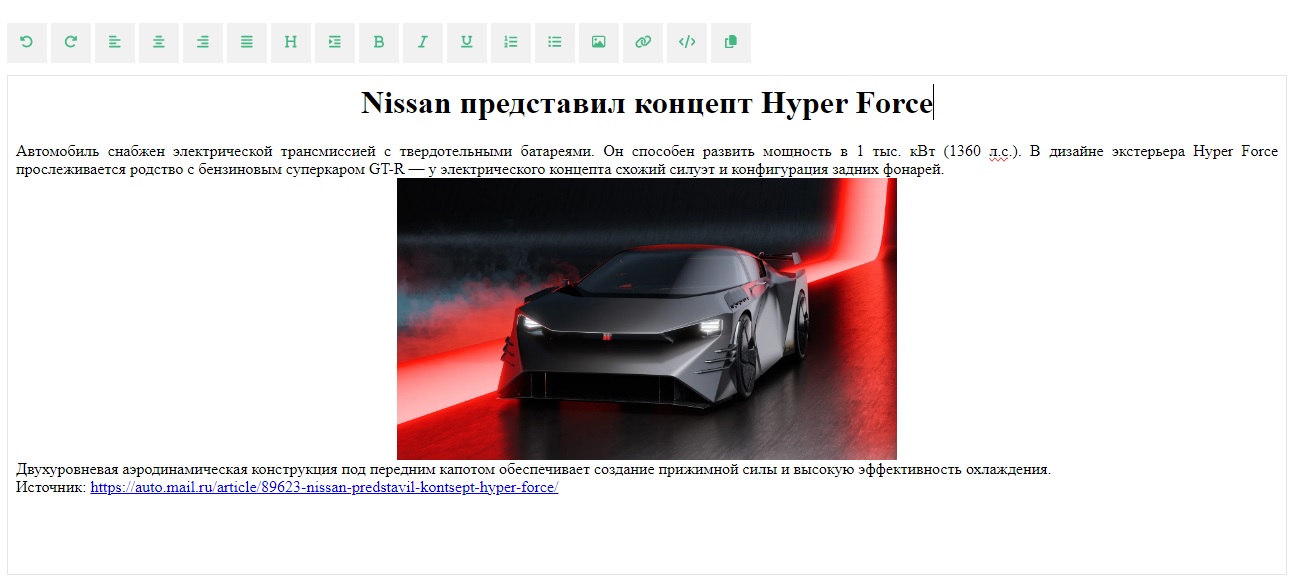 Nissan представил концепт Hyper Force
Автомобиль снабжен электрической трансмиссией с твердотельными батареями. Он способен развить мощность в 1 тыс. кВт (1360 л.с.). В дизайне экстерьера Hyper Force
прослеживается родство с бензиновым суперкаром GT-R — у электрического концепта схожий силуэт и конфигурация задних фонарей.
Двухуровневая аэродинамическая конструкция под передним капотом обеспечивает создание прижимной силы и высокую эффективность охлаждения.
Источник: https://auto.mail.ru/article/89623-nissan-predstavil-kontsept-hyper-force/